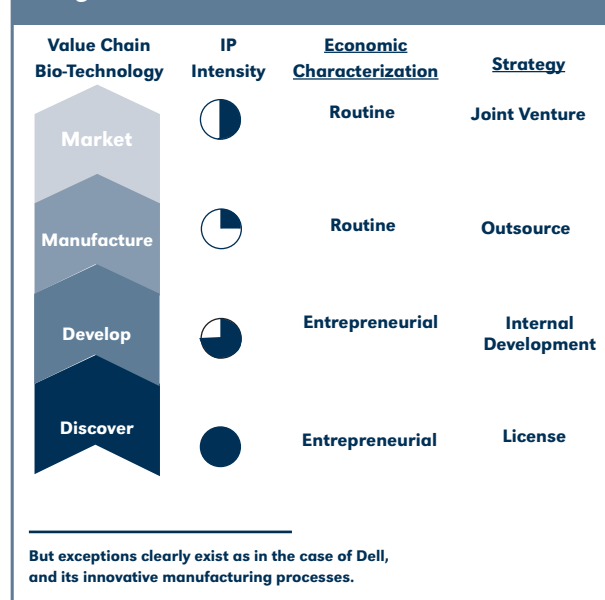 Value Chain
Bio-Technology
IP
Intensity
Economic
Characterization
Strategy
Market
Routine
Joint Venture
Manufacture
Routine
Outsource
Develop
Entrepreneurial
Internal
Development
Discover
Entrepreneurial
License
But exceptions clearly exist as in the case of Dell,
and its innovative manufacturing processes.